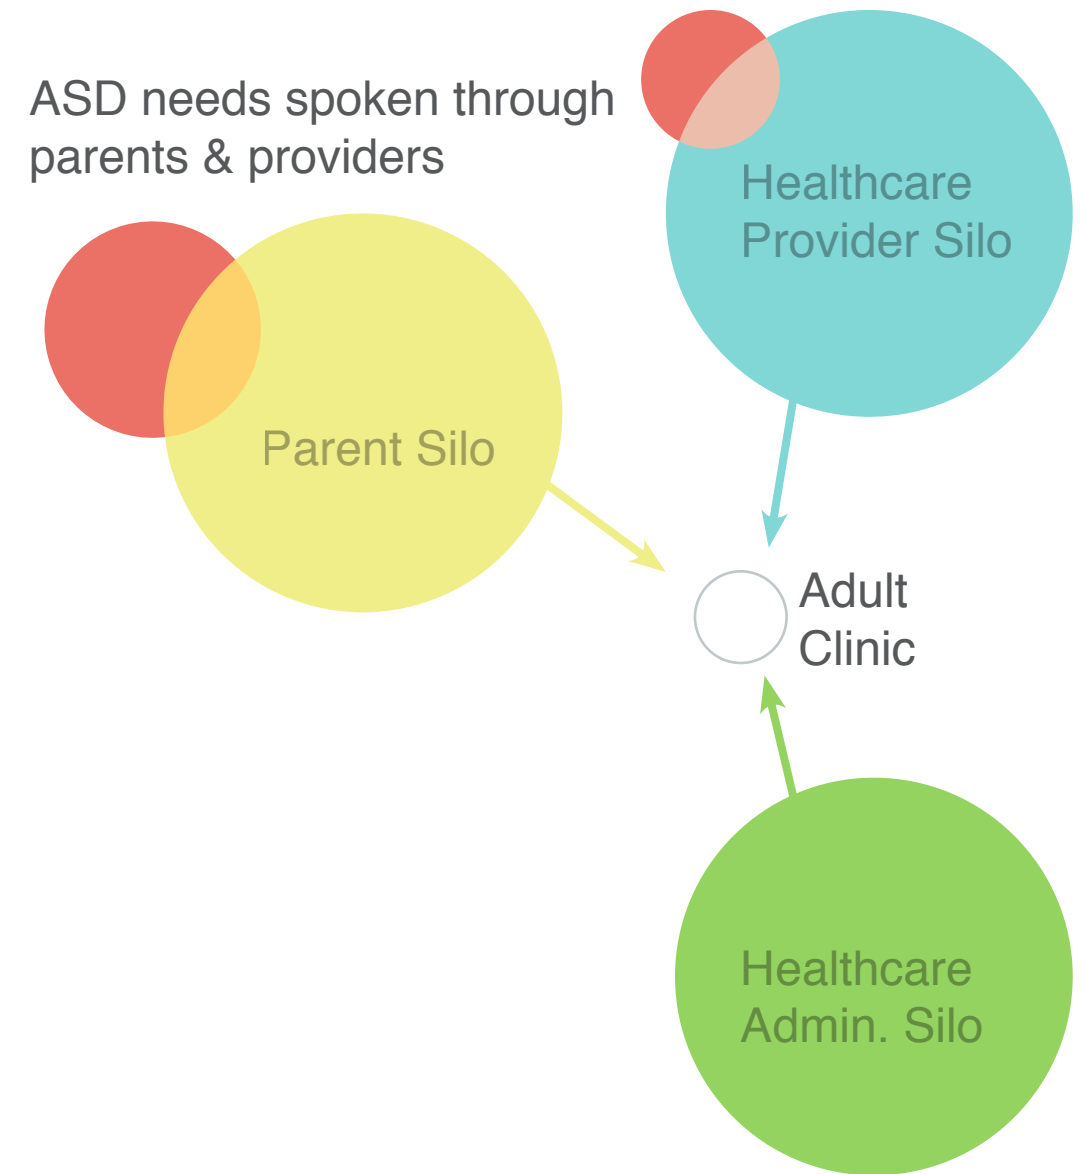 ASD needs spoken through
parents & providers
Healthcare
Provider Silo
Parent Silo
Adult
Clinic
Healthcare
Admin. Silo